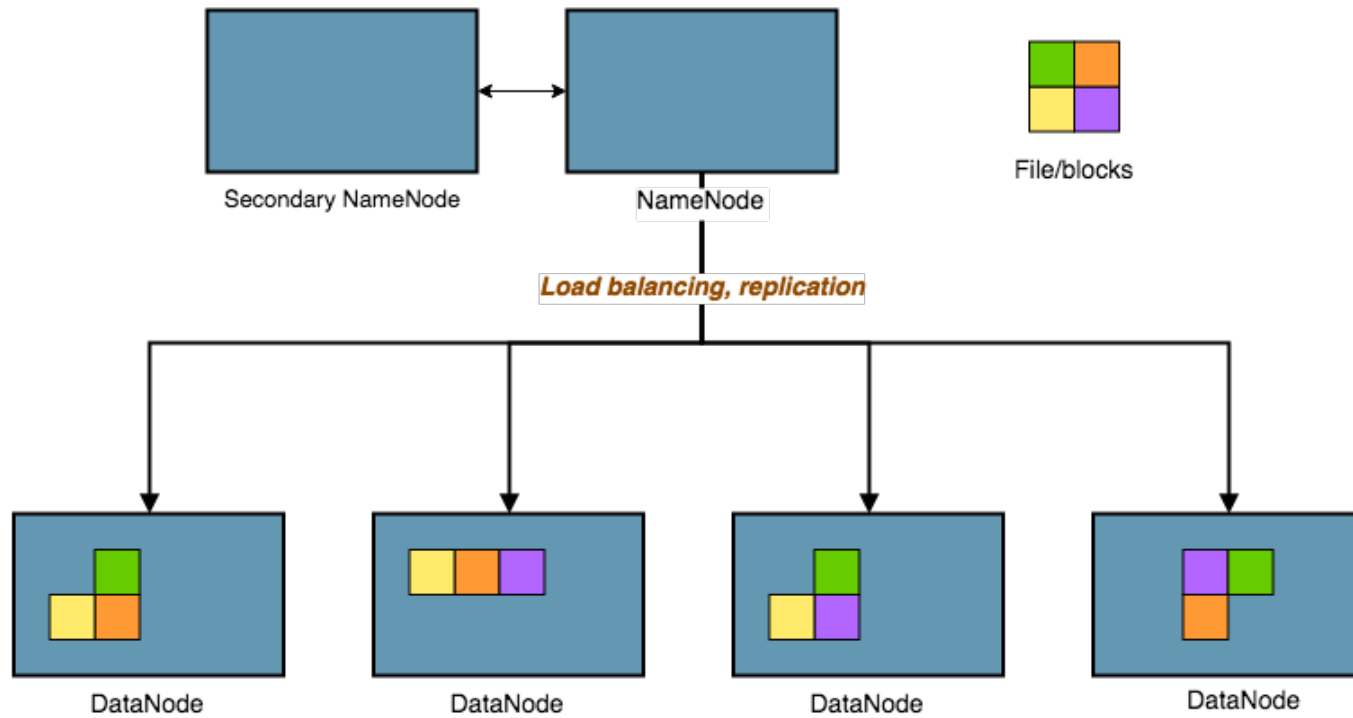 Secondary NameNode
NameNode
File/blocks
Load balancing, replication
DataNode
DataNode
DataNode
DataNode